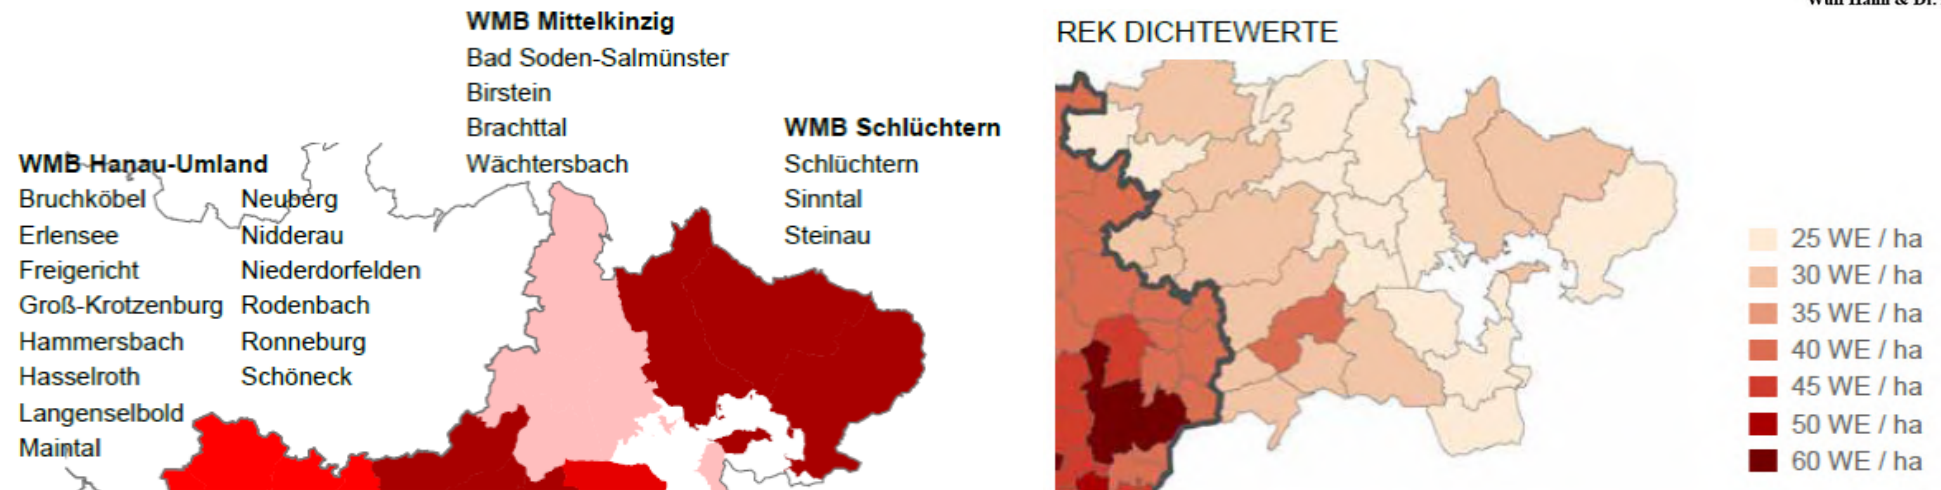 WMB Mittelkinzig
Bad Soden-Salmünster
Birstein
Brachttal
Wächtersbach
WMB Schlüchtern
Schlüchtern
Sinntal
Steinau
WMB Hanau-Umland
Bruchköbel Neuberg
Erlensee Nidderau
Freigericht Niederdorfelden
Groß-Krotzenburg Rodenbach
Hammersbach Ronneburg
Hasselroth Schöneck
Langenselbold
Maintal
REK DICHTEWERTE
25 WE / ha
30 WE / ha
35 WE / ha
40 WE / ha
45 WE / ha
50 WE / ha
60 WE / ha